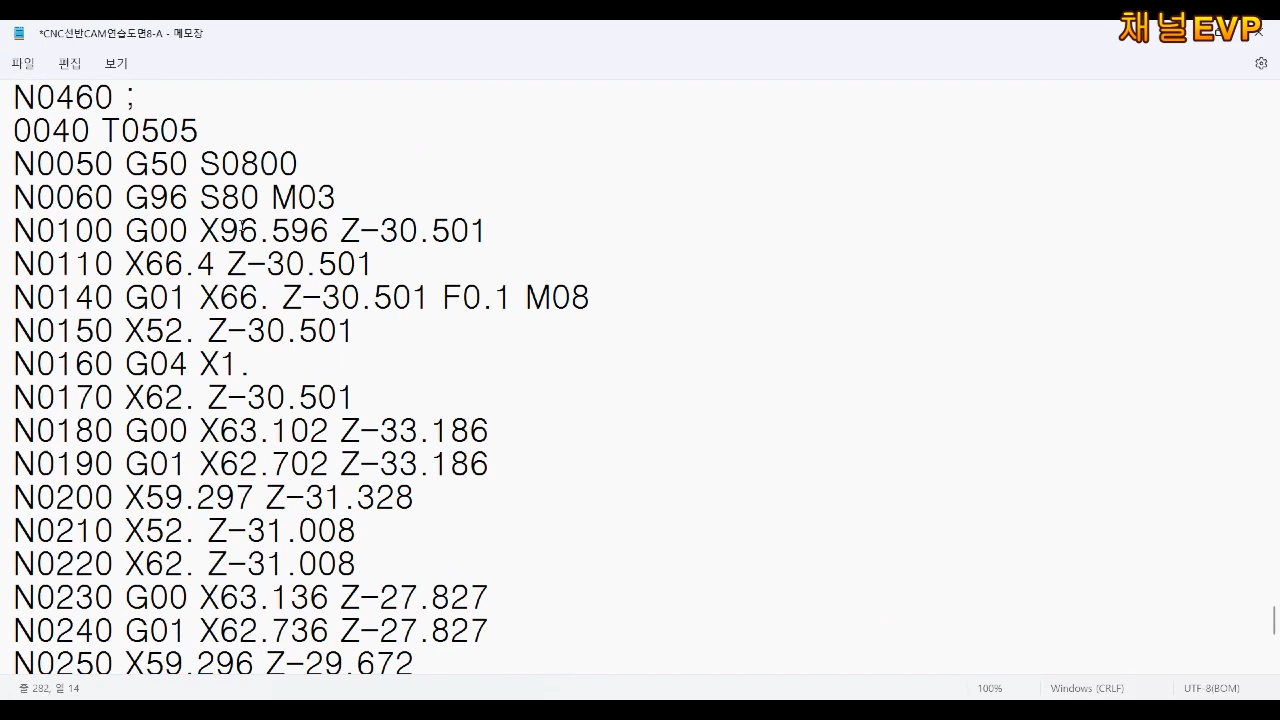 채널EVP
*CNC선반CAM연습도면8-A - 메모장
파일 편집 보기
N0460 ;
0040 T0505
N0050 G50 S0800
N0060 G96 S80 M03
N0100 G00 X96.596 Z-30.501
N0110 X66.4 Z-30.501
N0140 G01 X66. Z-30.501 F0.1 M08
N0150 X52. Z-30.501
N0160 G04 X1.
N0170 X62. Z-30.501
N0180 G00 X63.102 Z-33.186
N0190 G01 X62.702 Z-33.186
N0200 X59.297 Z-31.328
N0210 X52. Z-31.008
N0220 X62. Z-31.008
N0230 G00 X63.136 Z-27.827
N0240 G01 X62.736 Z-27.827
N0250 X59.296 Z-29.672
줄 282, 열 14 100% Windows (CRLF) UTF-8(BOM)